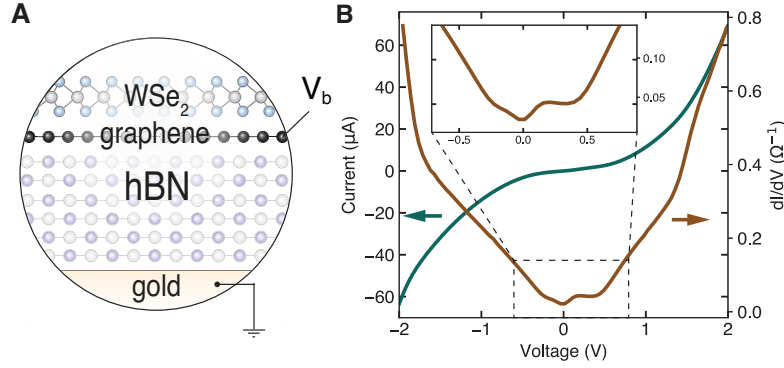 A
WSe2
graphene
hBN
gold
Vb
B
Current (μA)
60
40
20
0
−20
−40
−60
−2
−1
0
1
2
Voltage (V)
0.8
0.6
0.4
0.2
0.0
dI/dV (Ω−1)
0.10
0.05
−0.5
0.0
0.5